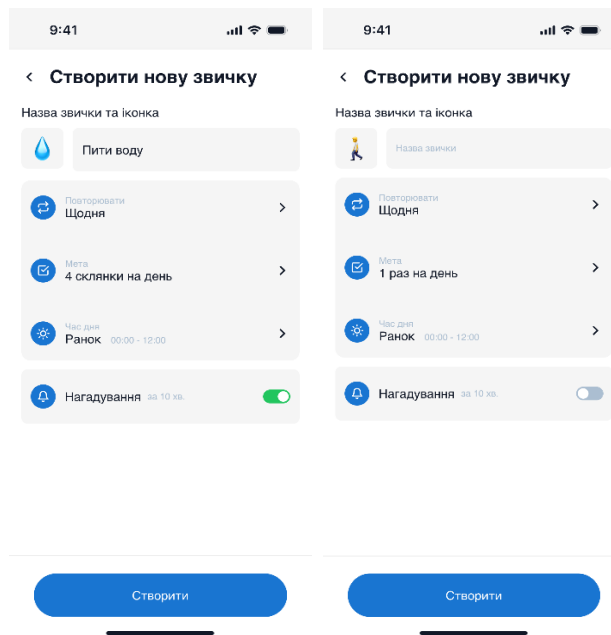 9:41
Створити нову звичку
Назва звички та іконка
Пити воду
Повторювати
Щодня
Мета
4 склянки на день
Час дня
Ранок 00:00 - 12:00
Нагадування за 10 хв.
Створити
9:41
Створити нову звичку
Назва звички та іконка
Назва звички
Повторювати
Щодня
Мета
1 раз на день
Час дня
Ранок 00:00 - 12:00
Нагадування за 10 хв.
Створити